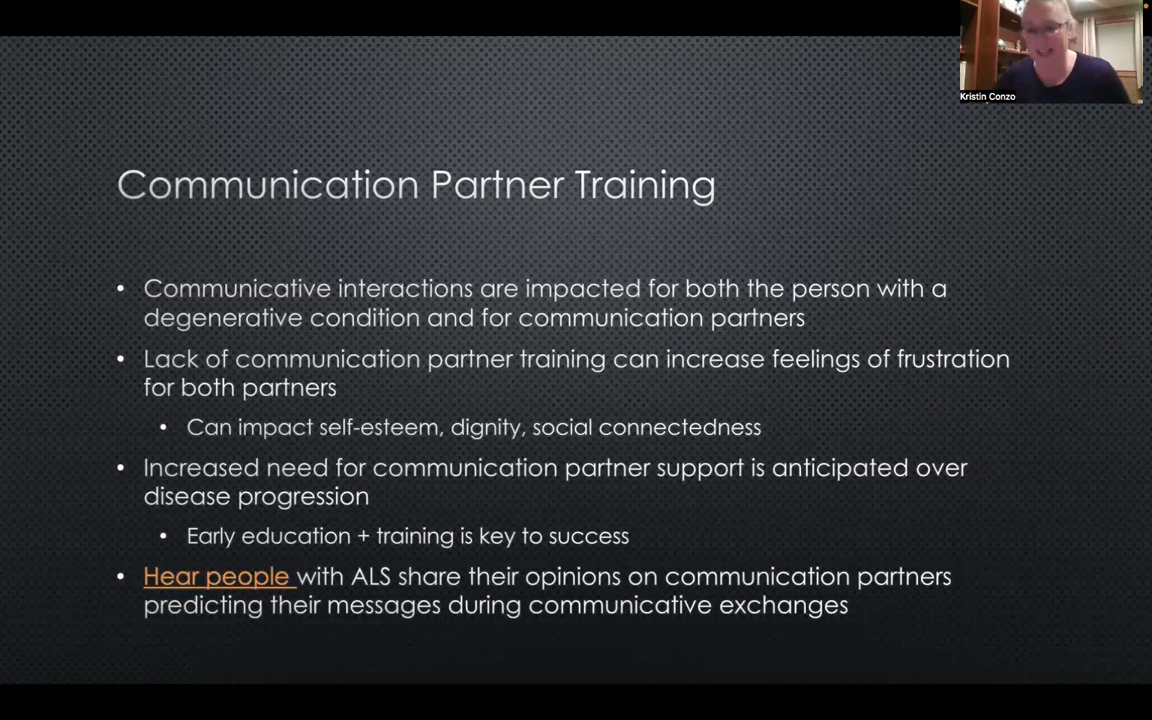 Kristin Conzo
Communication Partner Training
• Communicative interactions are impacted for both the person with a
degenerative condition and for communication partners
• Lack of communication partner training can increase feelings of frustration
for both partners
• Can impact self-esteem, dignity, social connectedness
• Increased need for communication partner support is anticipated over
disease progression
• Early education + training is key to success
• Hear people with ALS share their opinions on communication partners
predicting their messages during communicative exchanges